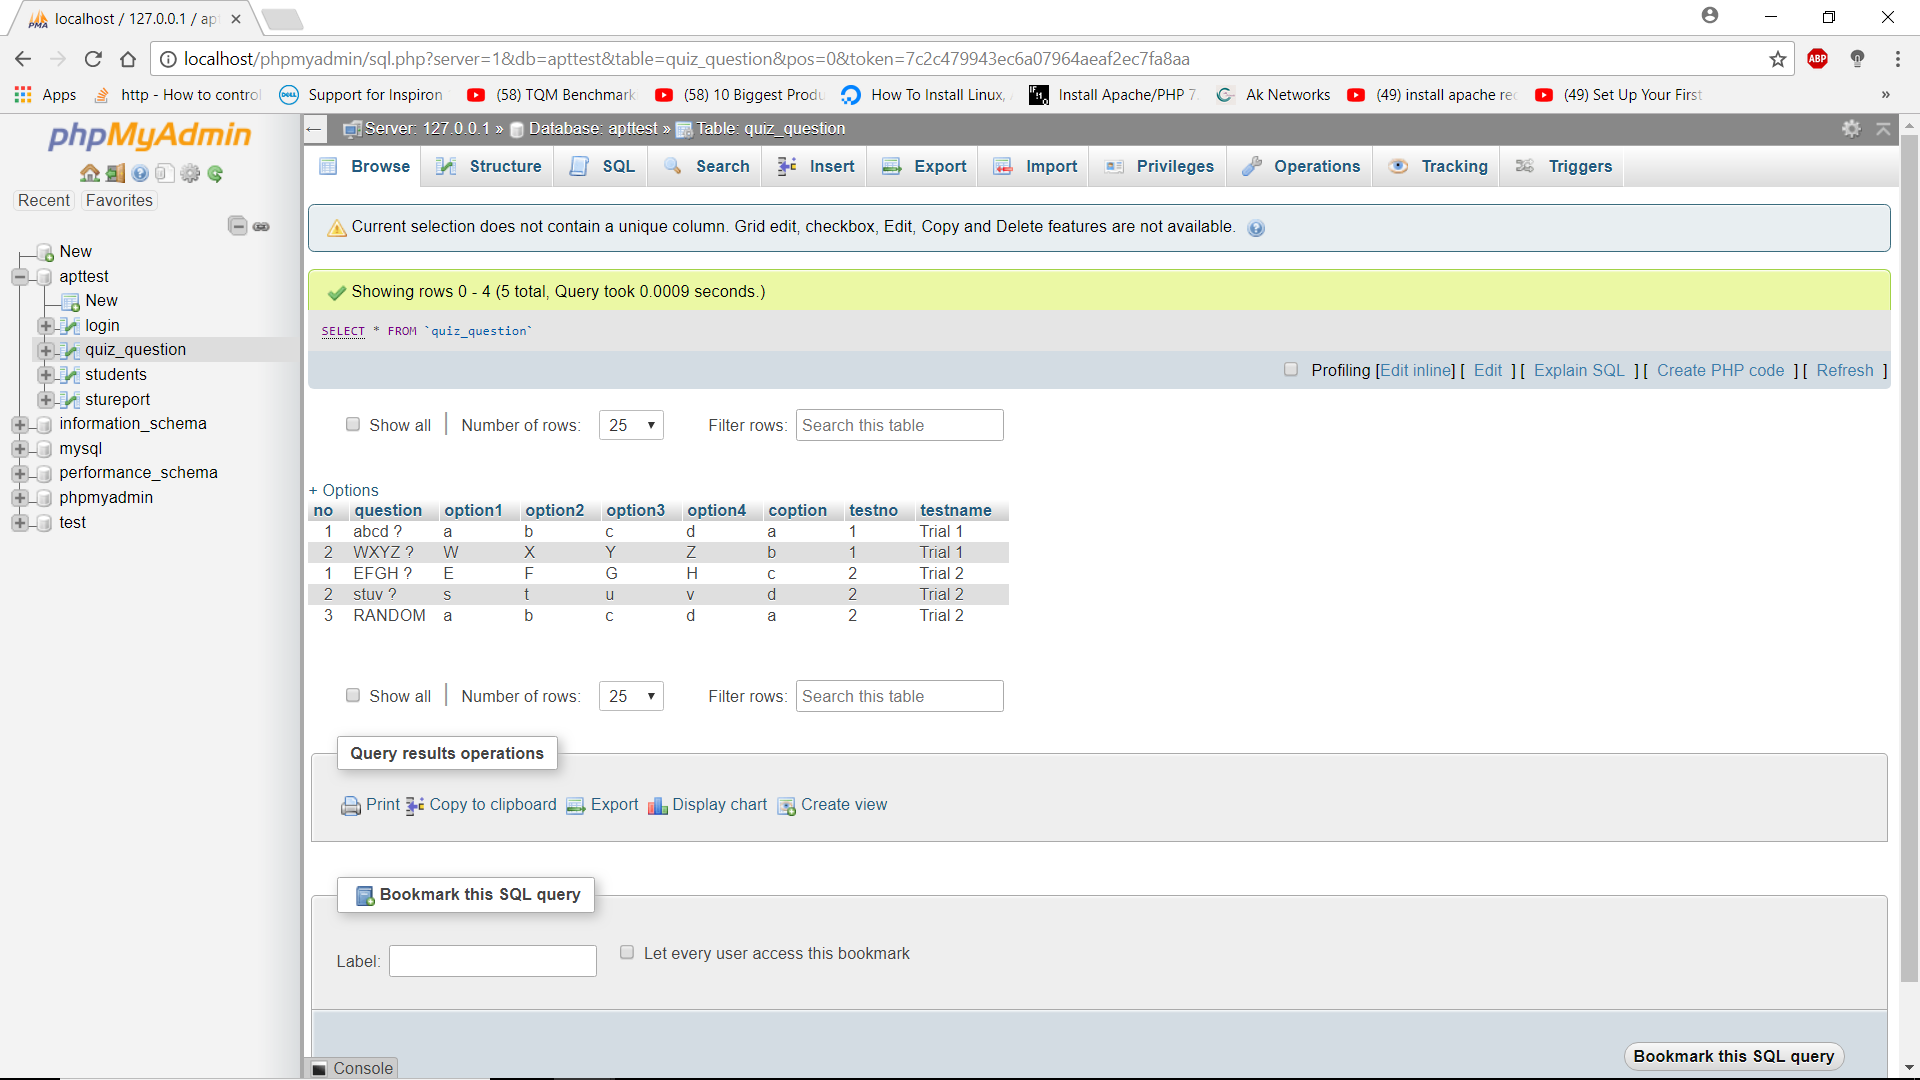 localhost / 127.0.0.1 / apt
localhost/phpmyadmin/sql.php?server=1&db=apttest&table=quiz_question&pos=0&token=7c2c479943ec6a07964aeaf2ec7fa8aa
ABP
Apps http - How to control Support for Inspiron (58) TQM Benchmark (58) 10 Biggest Produ How To Install Linux, Install Apache/PHP 7. Ak Networks (49) install apache re (49) Set Up Your First »
phpMyAdmin
Recent Favorites
New
apttest
New
login
quiz_question
students
stureport
information_schema
mysql
performance_schema
phpmyadmin
test
Server: 127.0.0.1 » Database: apttest » Table: quiz_question
Browse Structure SQL Search Insert Export Import Privileges Operations Tracking Triggers
Current selection does not contain a unique column. Grid edit, checkbox, Edit, Copy and Delete features are not available.
Showing rows 0 - 4 (5 total, Query took 0.0009 seconds.)
SELECT * FROM `quiz_question`
Profiling [Edit inline] [ Edit ] [ Explain SQL ] [ Create PHP code ] [ Refresh ]
Show all Number of rows: 25 Filter rows: Search this table
+ Options
no question option1 option2 option3 option4 coption testno testname
1 abcd ? a b c d a 1 Trial 1
2 WXYZ ? W X Y Z b 1 Trial 1
1 EFGH ? E F G H c 2 Trial 2
2 stuv ? s t u v d 2 Trial 2
3 RANDOM a b c d a 2 Trial 2
Show all Number of rows: 25 Filter rows: Search this table
Query results operations
Print Copy to clipboard Export Display chart Create view
Bookmark this SQL query
Label: Let every user access this bookmark
Bookmark this SQL query
Console